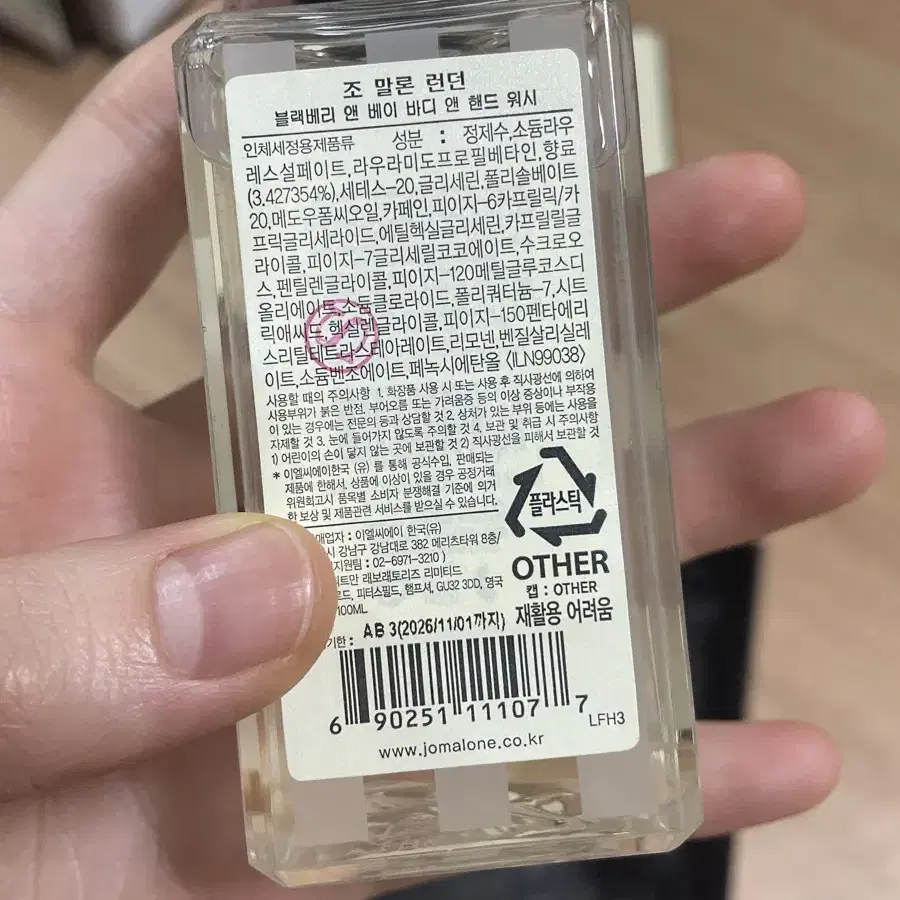 조 말론 런던
블랙베리 앤 베이 바디 앤 핸드 워시
인체세정용제품류 성분 : 정제수,소듐라우
레스설페이트,라우라미도프로필베타인,향료
(3.427354%),세테스-20,글리세린,폴리솔베이트
20,메도우폼씨오일,카페인,피이지-6카프릴릭/카
프릭글리세라이드,에틸헥실글리세린,카프릴릴글
라이콜,피이지-7글리세릴코코에이트,수크로오
스,펜틸렌글라이콜,피이지-120메틸글루코스디
올리에이트,소듐클로라이드,폴리쿼터늄-7,시트
릭애씨드,헥실렌글라이콜,피이지-150펜타에리
스리틸테트라스테아레이트,리모넨,벤질살리실레
이트,소듐벤조에이트,페녹시에탄올 (ILN99038)
사용할 때의 주의사항 1. 화장품 사용 시 또는 사용 후 직사광선에 의하여
사용부위가 붉은 반점, 부어오름 또는 가려움증 등의 이상 증상이나 부작용
이 있는 경우에는 전문의 등과 상담할 것 2. 상처가 있는 부위 등에는 사용을
자제할 것 3. 눈에 들어가지 않도록 주의할 것 4. 보관 및 취급 시 주의사항
1) 어린이의 손이 닿지 않는 곳에 보관할 것 2) 직사광선을 피해서 보관할 것
* 이엘씨에이한국 (유) 를 통해 공식수입, 판매되는
제품에 한해서, 상품에 이상이 있을 경우 공정거래
위원회고시 품목별 소비자 분쟁해결 기준에 의거
한 보상 및 제품관련 서비스를 받으실 수 있습니다.
플라스틱
OTHER
캡 : OTHER
재활용 어려움
매업자 : 이엘씨에이 한국(유)
시 강남구 강남대로 382 메리츠타워 8층/
지원팀 : 02-6971-3210 )
트만 래보래토리즈 리미티드
로드, 피터스필드, 햄프셔, GU32 3DD, 영국
100ML
기한 : AB 3(2026/11/01까지)
6 90251 11107 7
LFH3
www.jomalone.co.kr